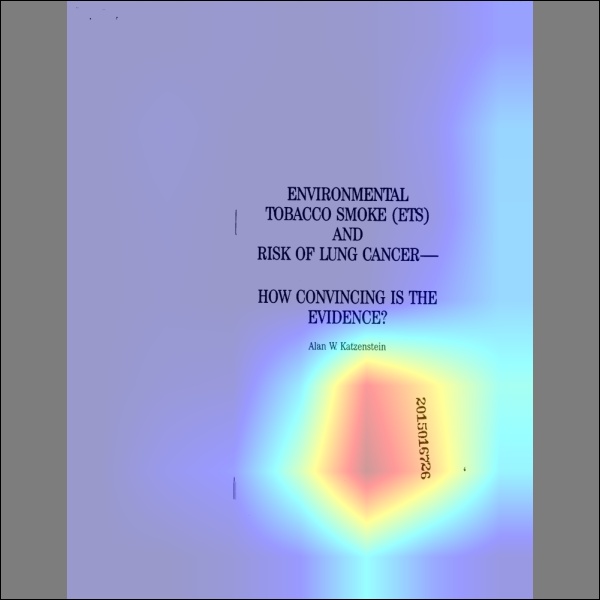 ENVIRONMENTAL
TOBACCO SMOKE (ETS)
AND
RISK OF LUNG CANCER—
HOW CONVINCING IS THE
EVIDENCE?
Alan W. Katzenstein
2015016726